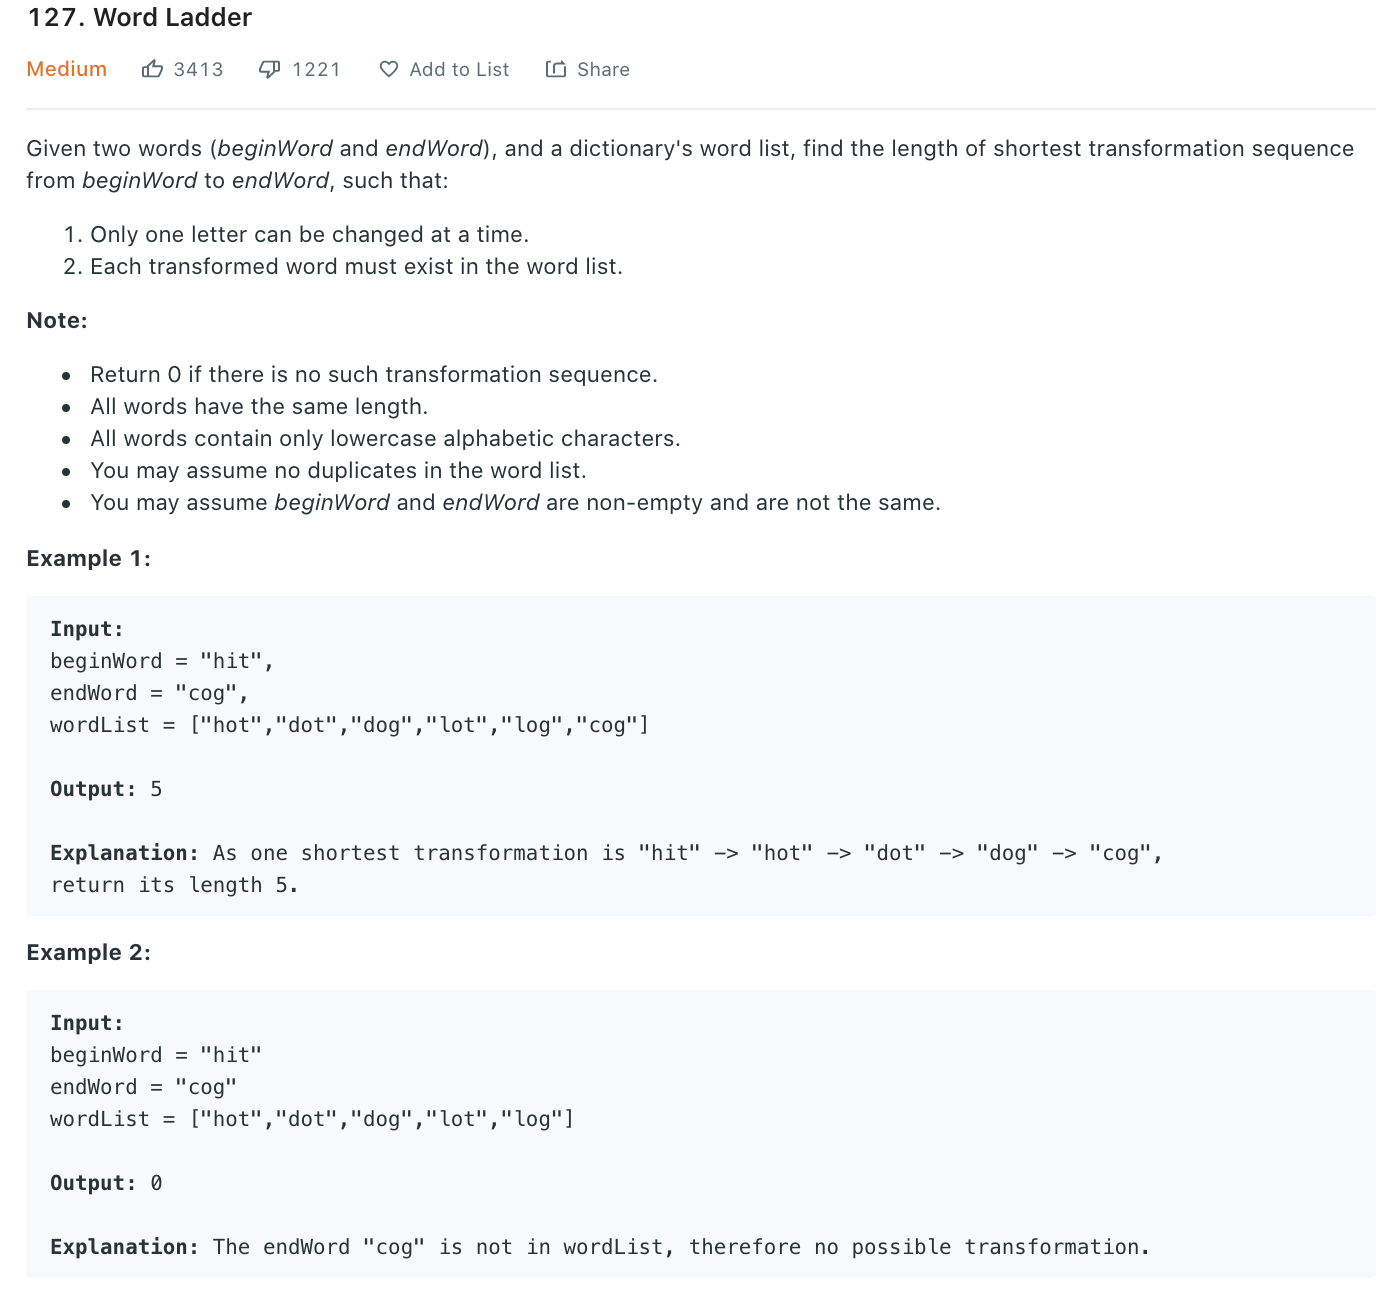 127. Word Ladder
Medium 3413 1221 Add to List Share
Given two words (beginWord and endWord), and a dictionary's word list, find the length of shortest transformation sequence
from beginWord to endWord, such that:
1. Only one letter can be changed at a time.
2. Each transformed word must exist in the word list.
Note:
• Return 0 if there is no such transformation sequence.
• All words have the same length.
• All words contain only lowercase alphabetic characters.
• You may assume no duplicates in the word list.
• You may assume beginWord and endWord are non-empty and are not the same.
Example 1:
Input:
beginWord = "hit",
endWord = "cog",
wordList = ["hot","dot","dog","lot","log","cog"]
Output: 5
Explanation: As one shortest transformation is "hit" -> "hot" -> "dot" -> "dog" -> "cog",
return its length 5.
Example 2:
Input:
beginWord = "hit"
endWord = "cog"
wordList = ["hot","dot","dog","lot","log"]
Output: 0
Explanation: The endWord "cog" is not in wordList, therefore no possible transformation.